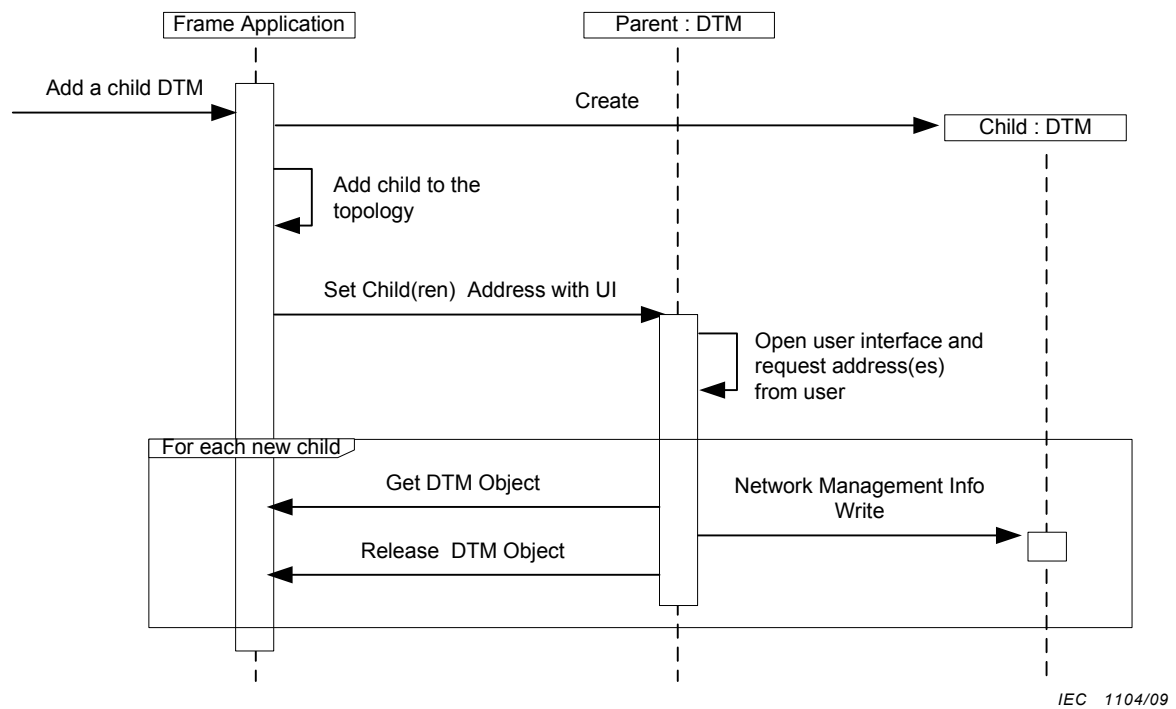 Frame Application
Parent : DTM
Add a child DTM
Create
Child : DTM
Add child to the
topology
Set Child(ren) Address with UI
Open user interface and
request address(es)
from user
For each new child
Get DTM Object
Network Management Info
Write
Release DTM Object
IEC 1104/09